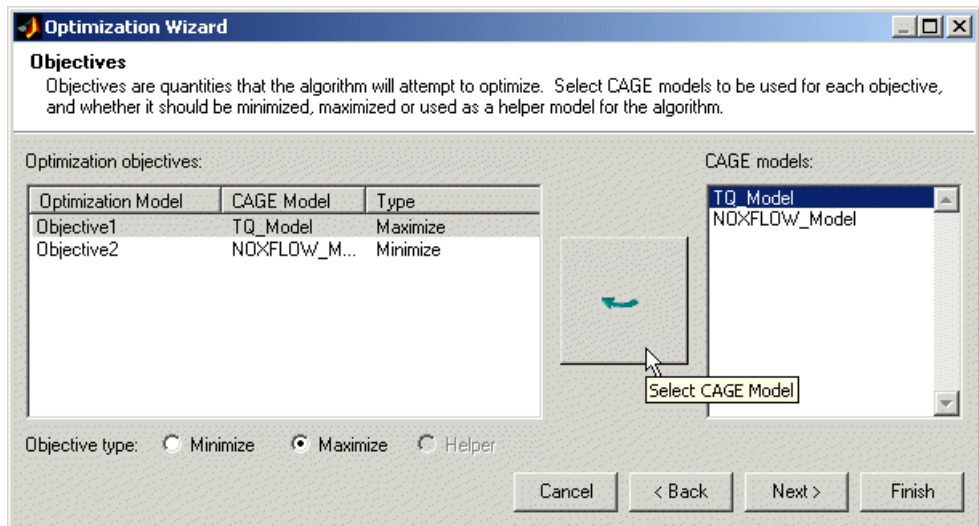 Optimization Wizard
Objectives
Objectives are quantities that the algorithm will attempt to optimize. Select CAGE models to be used for each objective,
and whether it should be minimized, maximized or used as a helper model for the algorithm.
Optimization objectives:
CAGE models:
Optimization Model CAGE Model Type
Objective1 TQ_Model Maximize
Objective2 NOXFLOW_M... Minimize
TQ_Model
NOXFLOW_Model
Select CAGE Model
Objective type: Minimize Maximize Helper
Cancel < Back Next > Finish